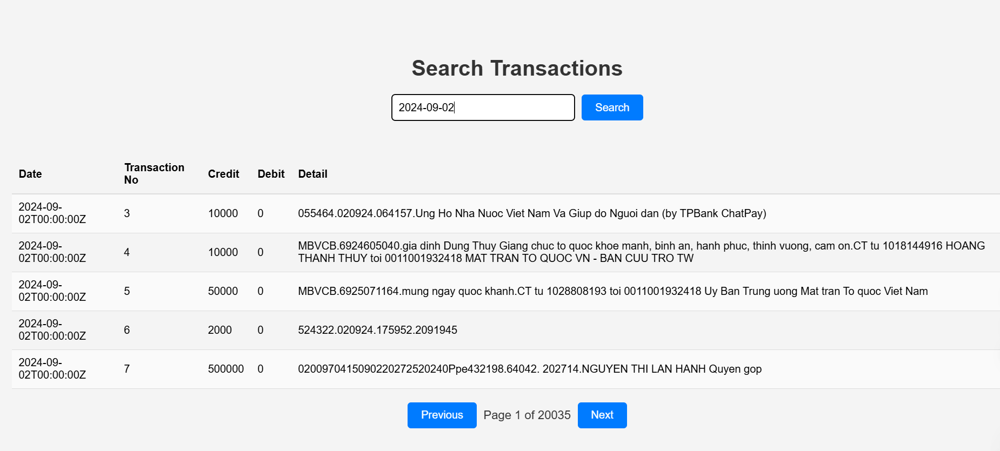 Search Transactions
2024-09-02
Search
Date
Transaction
No
Credit
Debit
Detail
2024-09-
02T00:00:00Z
3
10000
0
055464.020924.064157.Ung Ho Nha Nuoc Viet Nam Va Giup do Nguoi dan (by TPBank ChatPay)
2024-09-
02T00:00:00Z
4
10000
0
MBVCB.6924605040.gia dinh Dung Thuy Giang chuc to quoc khoe manh, binh an, hanh phuc, thinh vuong, cam on.CT tu 1018144916 HOANG
THANH THUY toi 0011001932418 MAT TRAN TO QUOC VN - BAN CUU TRO TW
2024-09-
02T00:00:00Z
5
50000
0
MBVCB.6925071164.mung ngay quoc khanh.CT tu 1028808193 toi 0011001932418 Uy Ban Trung uong Mat tran To quoc Viet Nam
2024-09-
02T00:00:00Z
6
2000
0
524322.020924.175952.2091945
2024-09-
02T00:00:00Z
7
500000
0
0200970415090220272520240Ppe432198.64042. 202714.NGUYEN THI LAN HANH Quyen gop
Previous
Page 1 of 20035
Next